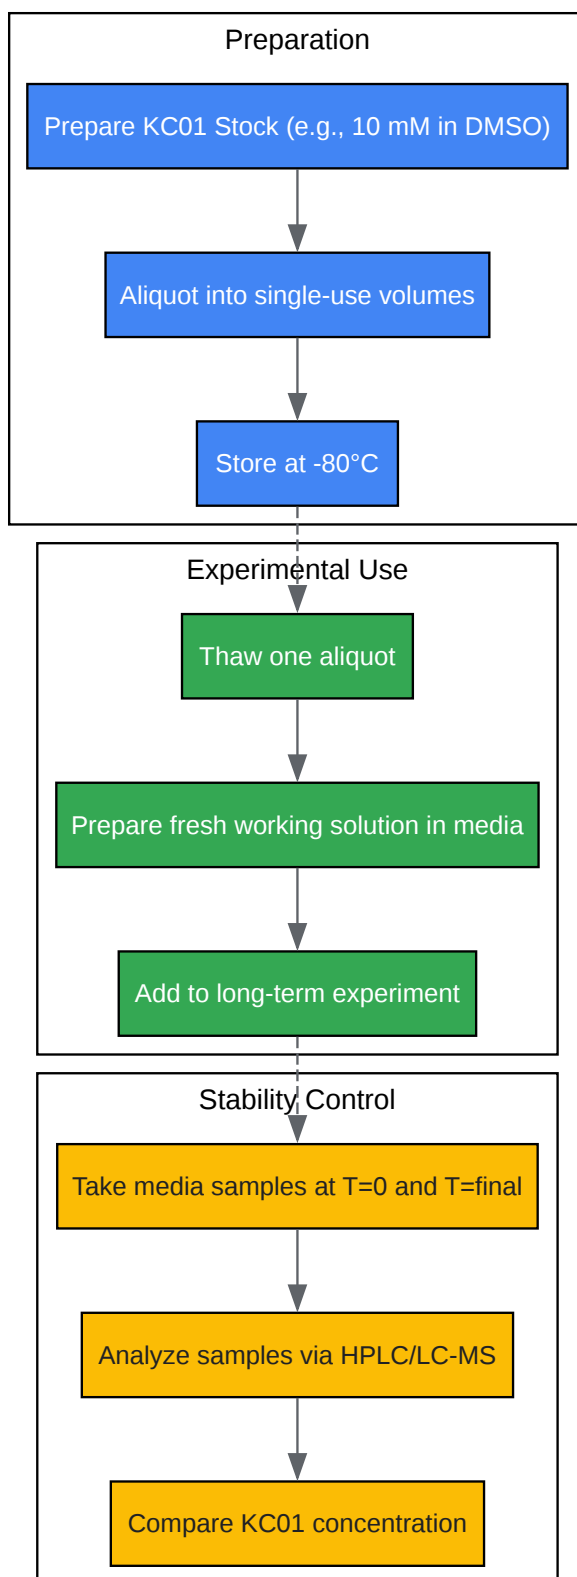 Preparation
Prepare KC01 Stock (e.g., 10 mM in DMSO)
Aliquot into single-use volumes
Store at -80°C
Experimental Use
Thaw one aliquot
Prepare fresh working solution in media
Add to long-term experiment
Stability Control
Take media samples at T=0 and T=final
Analyze samples via HPLC/LC-MS
Compare KC01 concentration